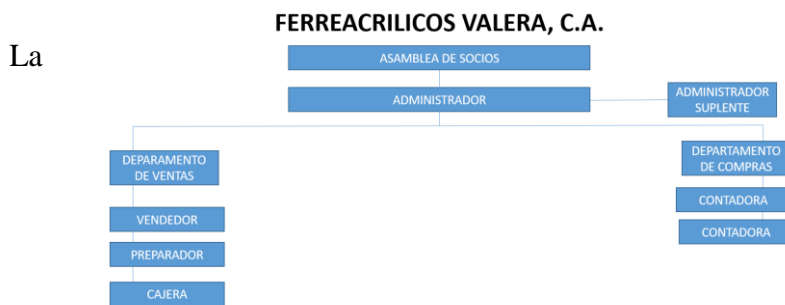 FERREACRILICOS VALERA, C.A.
La
ASAMBLEA DE SOCIOS
ADMINISTRADOR
ADMINISTRADOR
SUPLENTE
DEPARAMENTO
DE VENTAS
VENDEDOR
PREPARADOR
CAJERA
DEPARTAMENTO
DE COMPRAS
CONTADORA
CONTADORA